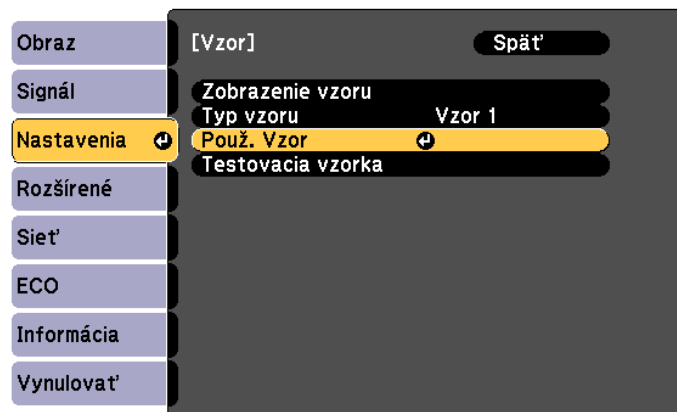 Obraz
Signál
Nastavenia
Rozšírené
Sieť
ECO
Informácia
Vynulovať
[Vzor] Späť
Zobrazenie vzoru
Typ vzoru Vzor 1
Použ. Vzor
Testovacia vzorka